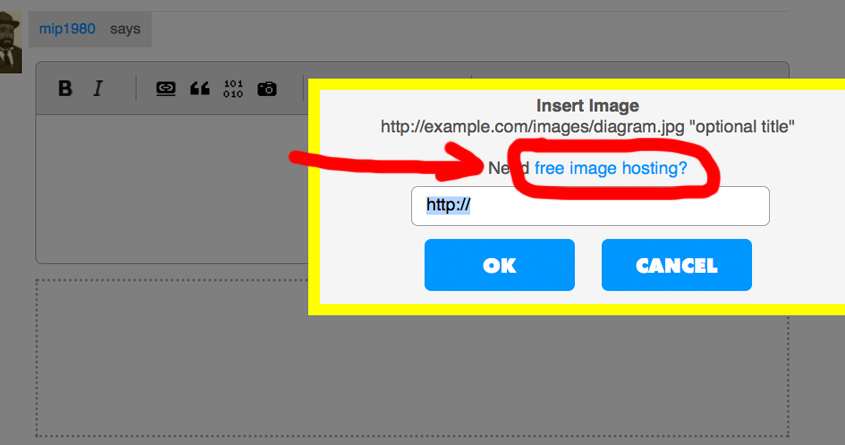 mip1980 says
B I
101
010
Insert Image
http://example.com/images/diagram.jpg "optional title"
Need free image hosting?
http://
OK CANCEL